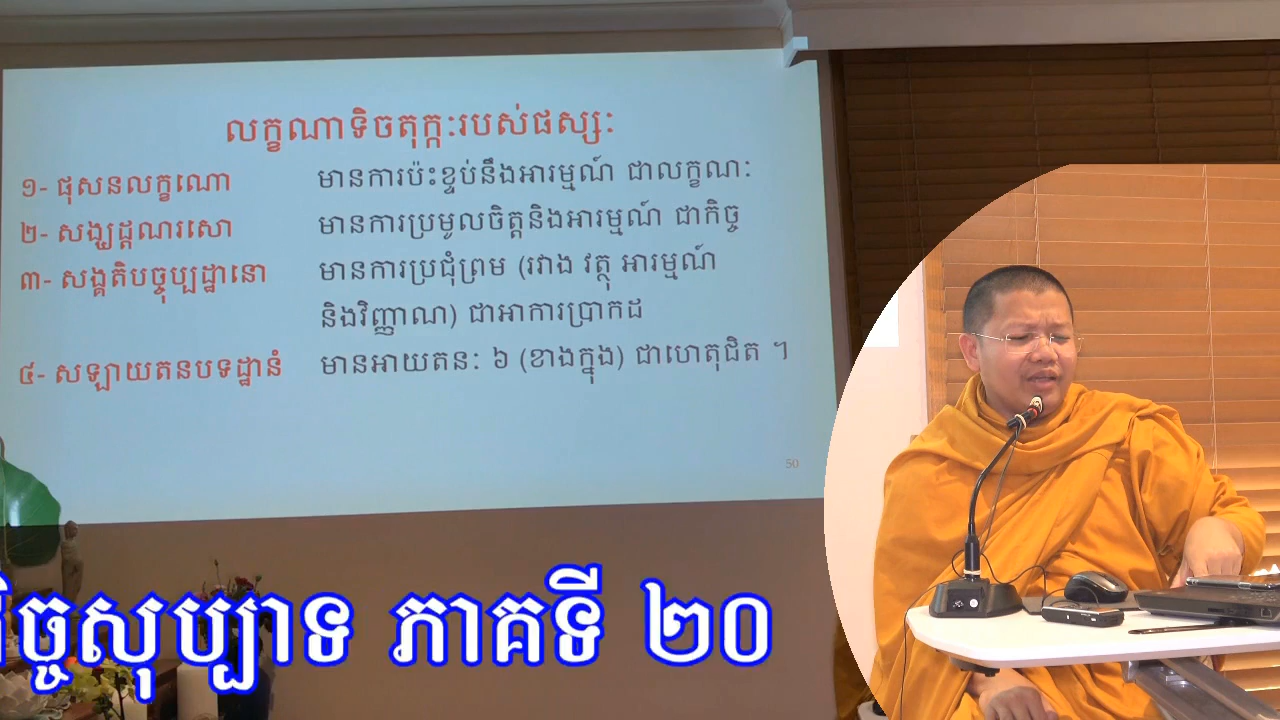 លក្ខណាទិចតុក្កៈរបស់ផស្សៈ
១- ផុសនលក្ខណោ មានការប៉ះខ្ទប់នឹងអារម្មណ៍ ជាលក្ខណៈ
២- សង្ឃដ្តណរសោ មានការប្រមូលចិត្តនិងអារម្មណ៍ ជាកិច្ច
៣- សង្គតិបច្ចុប្បដ្ឋានោ មានការប្រជុំព្រម (រវាង វត្ថុ អារម្មណ៍
និងវិញ្ញាណ) ជាអាការប្រាកដ
៤- សឡាយតនបទដ្ឋានំ មានអាយតនៈ ៦ (ខាងក្នុង) ជាហេតុជិត ។
50
ិច្ចសុប្បាទ ភាគទី ២០